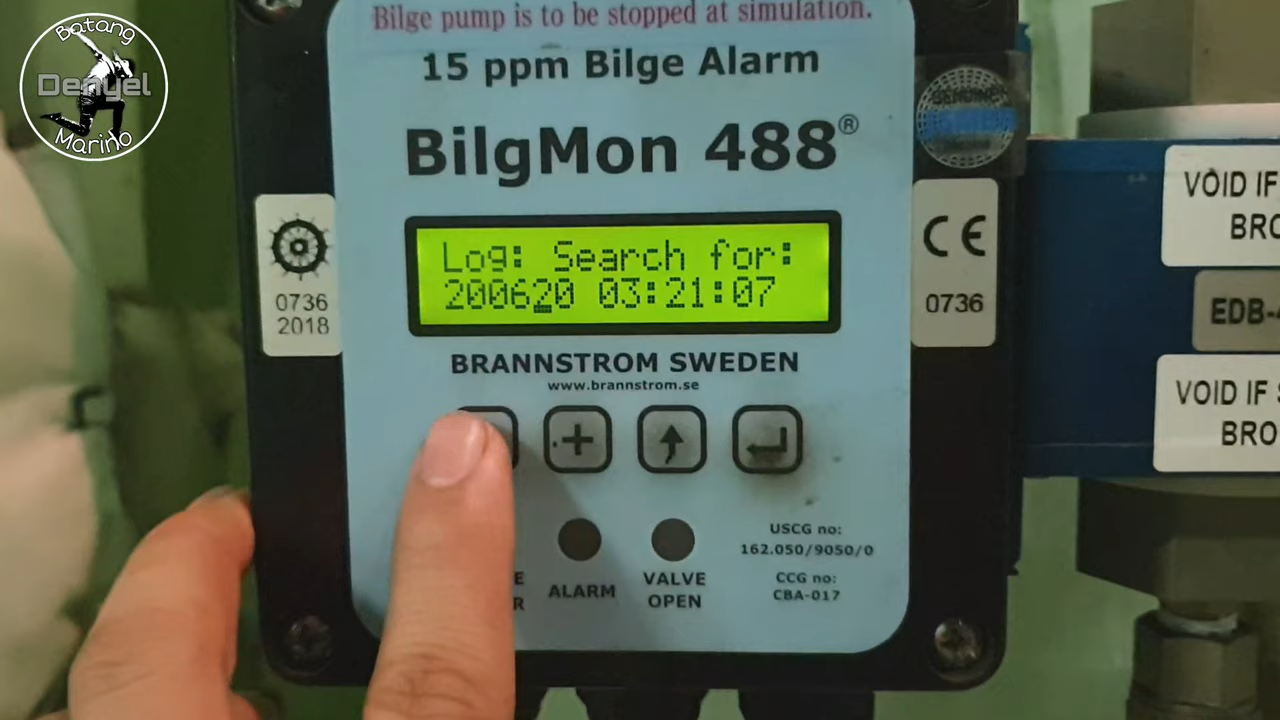 Batang
Denyel
Marino
Bilge pump is to be stopped at simulation.
15 ppm Bilge Alarm
BilgMon 488®
Log: Search for:
200620 03:21:07
0736
2018
CE
0736
BRANNSTROM SWEDEN
www.brannstrom.se
ALARM
VALVE
OPEN
USCG no:
162.050/9050/0
CCG no:
CBA-017
VOID IF
BRO
EDB-
VOID IF
BRO